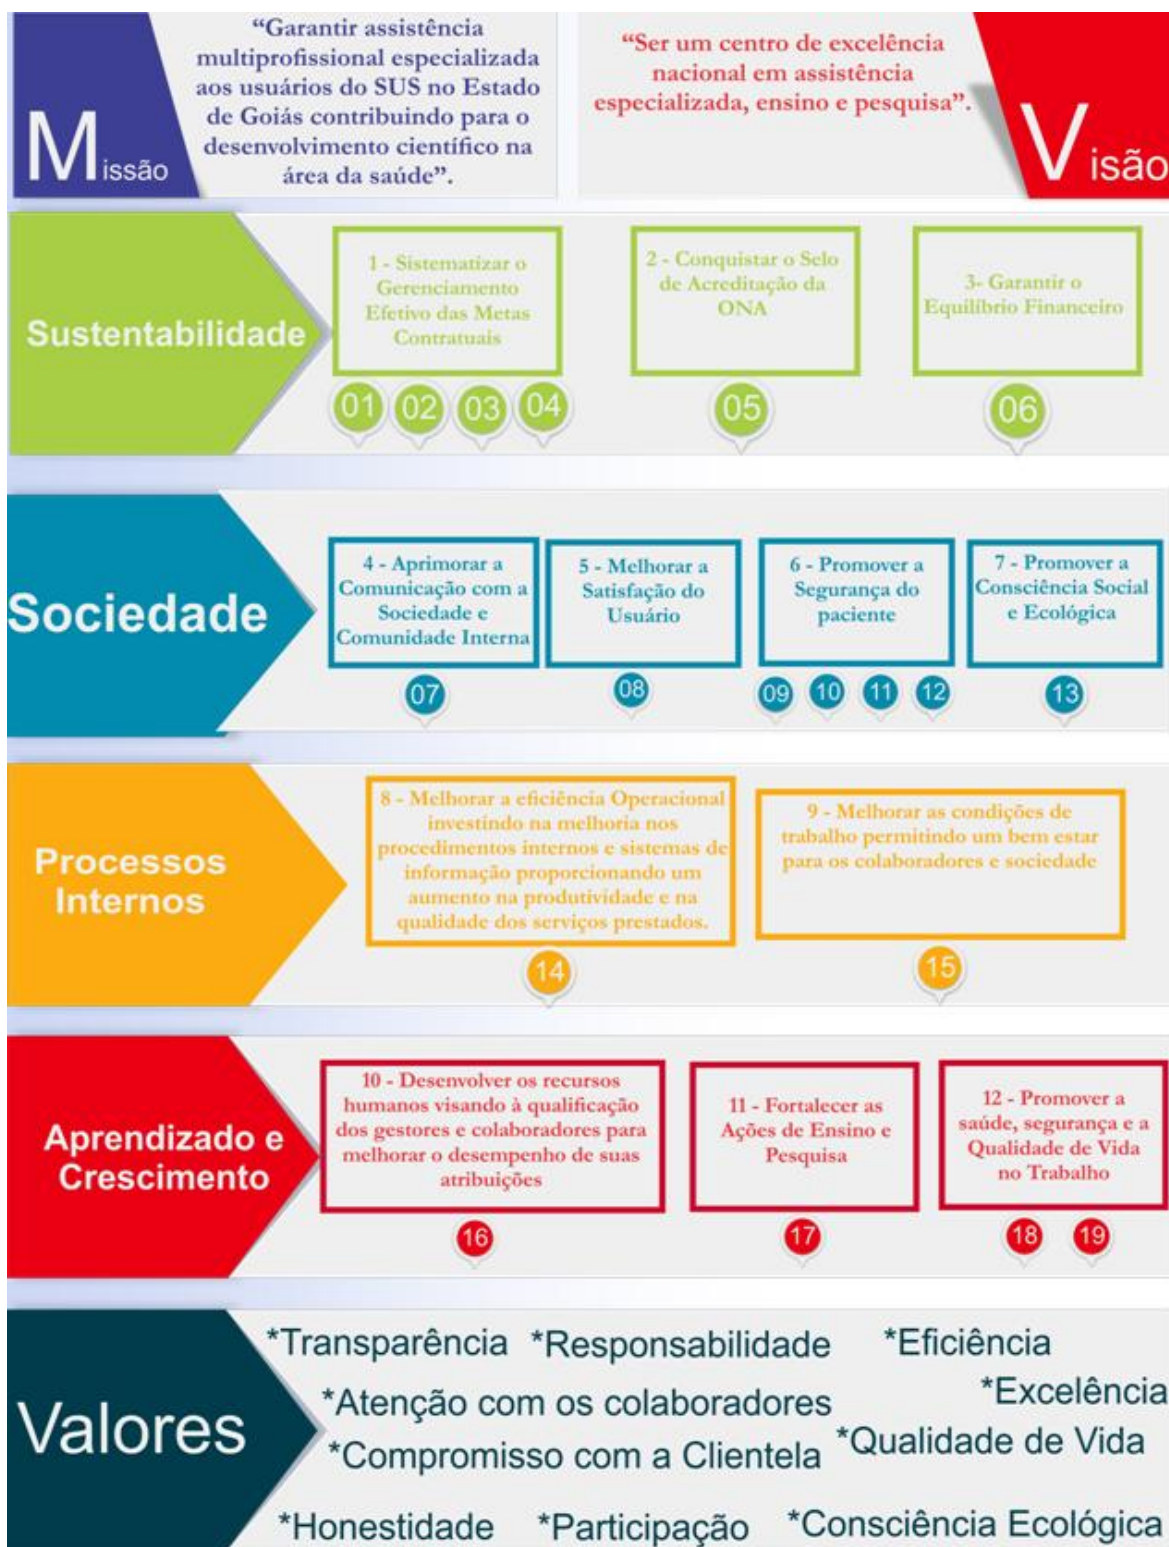 Missão
“Garantir assistência
multiprofissional especializada
aos usuários do SUS no Estado
de Goiás contribuindo para o
desenvolvimento científico na
área da saúde”.
“Ser um centro de excelência
nacional em assistência
especializada, ensino e pesquisa”.
Visão
Sustentabilidade
1 - Sistematizar o
Gerenciamento
Efetivo das Metas
Contratuais
01 02 03 04
2 - Conquistar o Selo
de Acreditação da
ONA
05
3- Garantir o
Equilíbrio Financeiro
06
Sociedade
4 - Aprimorar a
Comunicação com a
Sociedade e
Comunidade Interna
07
5 - Melhorar a
Satisfação do
Usuário
08
6 - Promover a
Segurança do
paciente
09 10 11 12
7 - Promover a
Consciência Social
e Ecológica
13
Processos
Internos
8 - Melhorar a eficiência Operacional
investindo na melhoria nos
procedimentos internos e sistemas de
informação proporcionando um
aumento na produtividade e na
qualidade dos serviços prestados.
14
9 - Melhorar as condições de
trabalho permitindo um bem estar
para os colaboradores e sociedade
15
Aprendizado e
Crescimento
10 - Desenvolver os recursos
humanos visando à qualificação
dos gestores e colaboradores para
melhorar o desempenho de suas
atribuições
16
11 - Fortalecer as
Ações de Ensino e
Pesquisa
17
12 - Promover a
saúde, segurança e a
Qualidade de Vida
no Trabalho
18 19
Valores
*Transparência *Responsabilidade *Eficiência
*Atenção com os colaboradores *Excelência
*Compromisso com a Clientela *Qualidade de Vida
*Honestidade *Participação *Consciência Ecológica